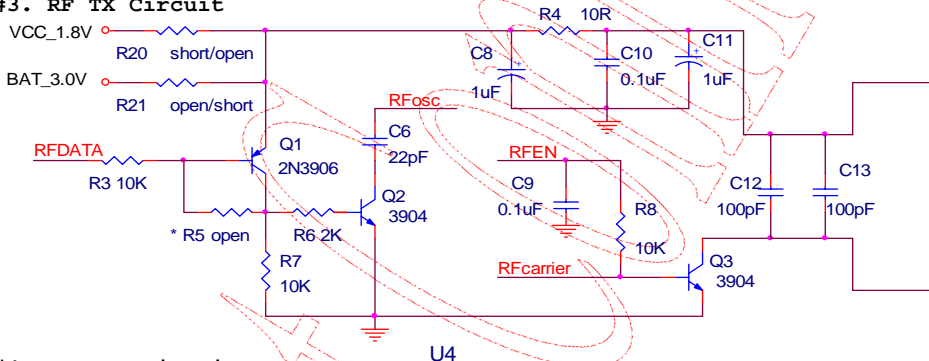 #3. RF TX Circuit
VCC_1.8V
R20 short/open
BAT_3.0V
R21 open/short
R4 10R
C8
1uF
C10
0.1uF
C11
1uF
RFosc
C6
22pF
RFDATA
R3 10K
Q1
2N3906
Q2
3904
* R5 open
R6 2K
R7
10K
RFEN
C9
0.1uF
R8
10K
RFcarrier
Q3
3904
C12
100pF
C13
100pF
U4